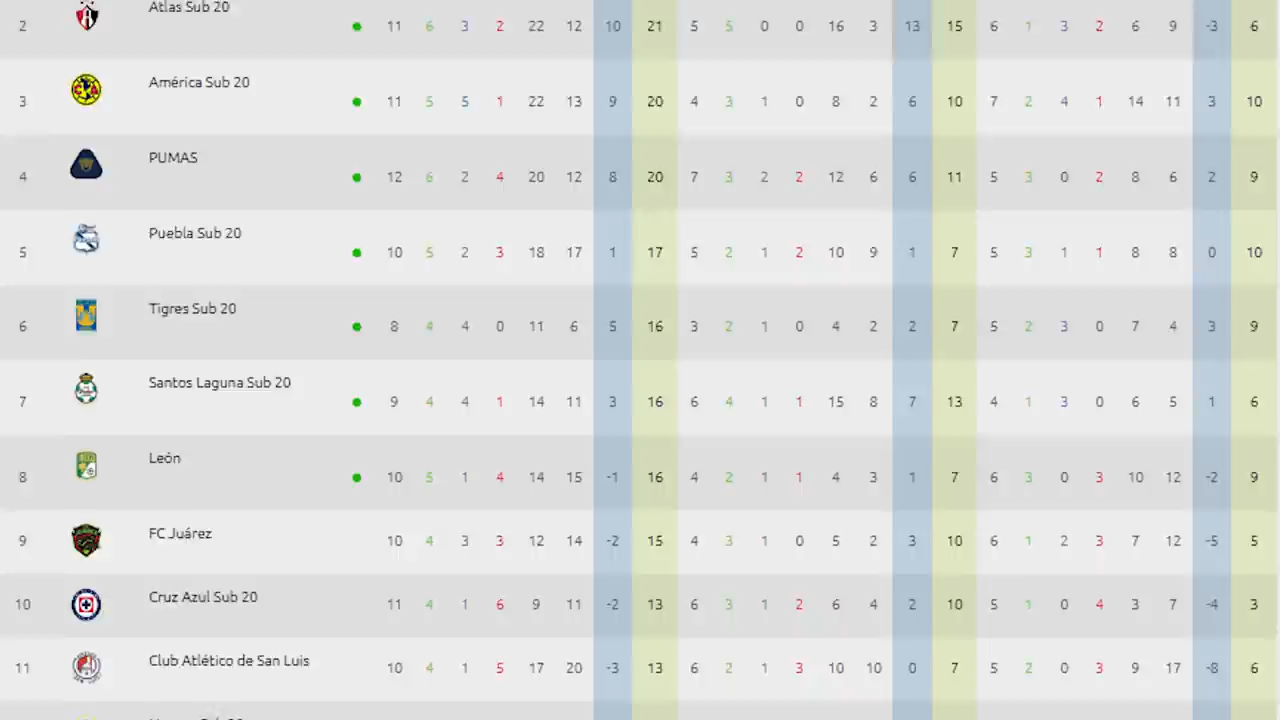 2 Atlas Sub 20 11 6 3 2 22 12 10 21 5 5 0 0 16 3 13 15 6 1 3 2 6 9 -3 6
3 América Sub 20 11 5 5 1 22 13 9 20 4 3 1 0 8 2 6 10 7 2 4 1 14 11 3 10
4 PUMAS 12 6 2 4 20 12 8 20 7 3 2 2 12 6 6 11 5 3 0 2 8 6 2 9
5 Puebla Sub 20 10 5 2 3 18 17 1 17 5 2 1 2 10 9 1 7 5 3 1 1 8 8 0 10
6 Tigres Sub 20 8 4 4 0 11 6 5 16 3 2 1 0 4 2 2 7 5 2 3 0 7 4 3 9
7 Santos Laguna Sub 20 9 4 4 1 14 11 3 16 6 4 1 1 15 8 7 13 4 1 3 0 6 5 1 6
8 León 10 5 1 4 14 15 -1 16 4 2 1 1 4 3 1 7 6 3 0 3 10 12 -2 9
9 FC Juárez 10 4 3 3 12 14 -2 15 4 3 1 0 5 2 3 10 6 1 2 3 7 12 -5 5
10 Cruz Azul Sub 20 11 4 1 6 9 11 -2 13 6 3 1 2 6 4 2 10 5 1 0 4 3 7 -4 3
11 Club Atlético de San Luis 10 4 1 5 17 20 -3 13 6 2 1 3 10 10 0 7 5 2 0 3 9 17 -8 6